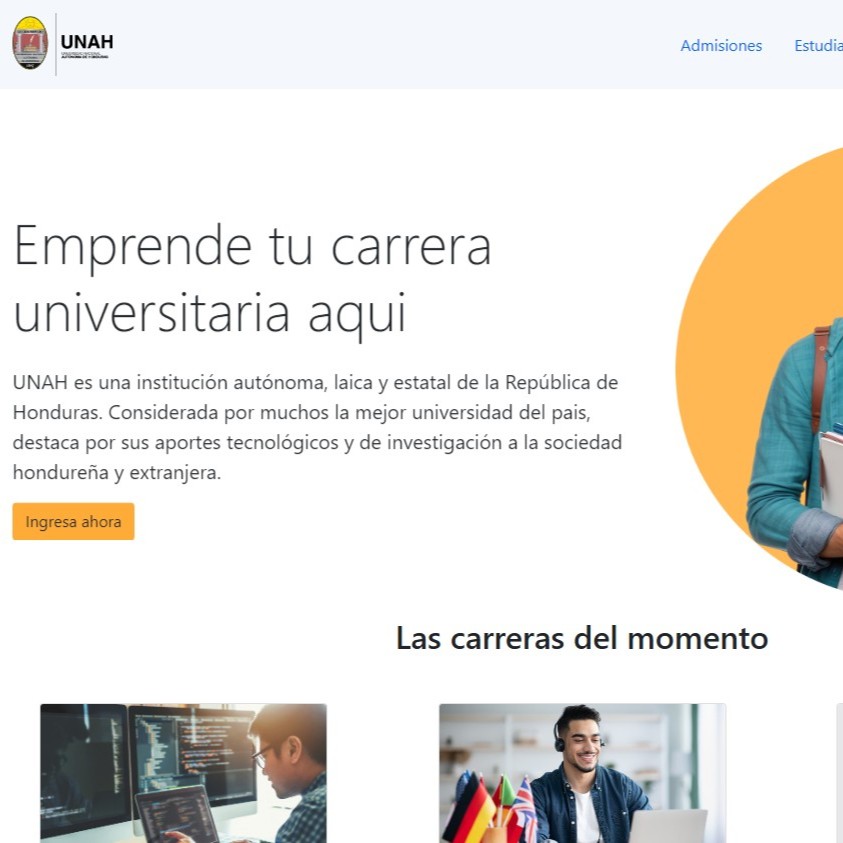 UNAH
UNIVERSIDAD NACIONAL
AUTÓNOMA DE HONDURAS
Admisiones
Estudia
Emprende tu carrera
universitaria aqui
UNAH es una institución autónoma, laica y estatal de la República de
Honduras. Considerada por muchos la mejor universidad del pais,
destaca por sus aportes tecnológicos y de investigación a la sociedad
hondureña y extranjera.
Ingresa ahora
Las carreras del momento